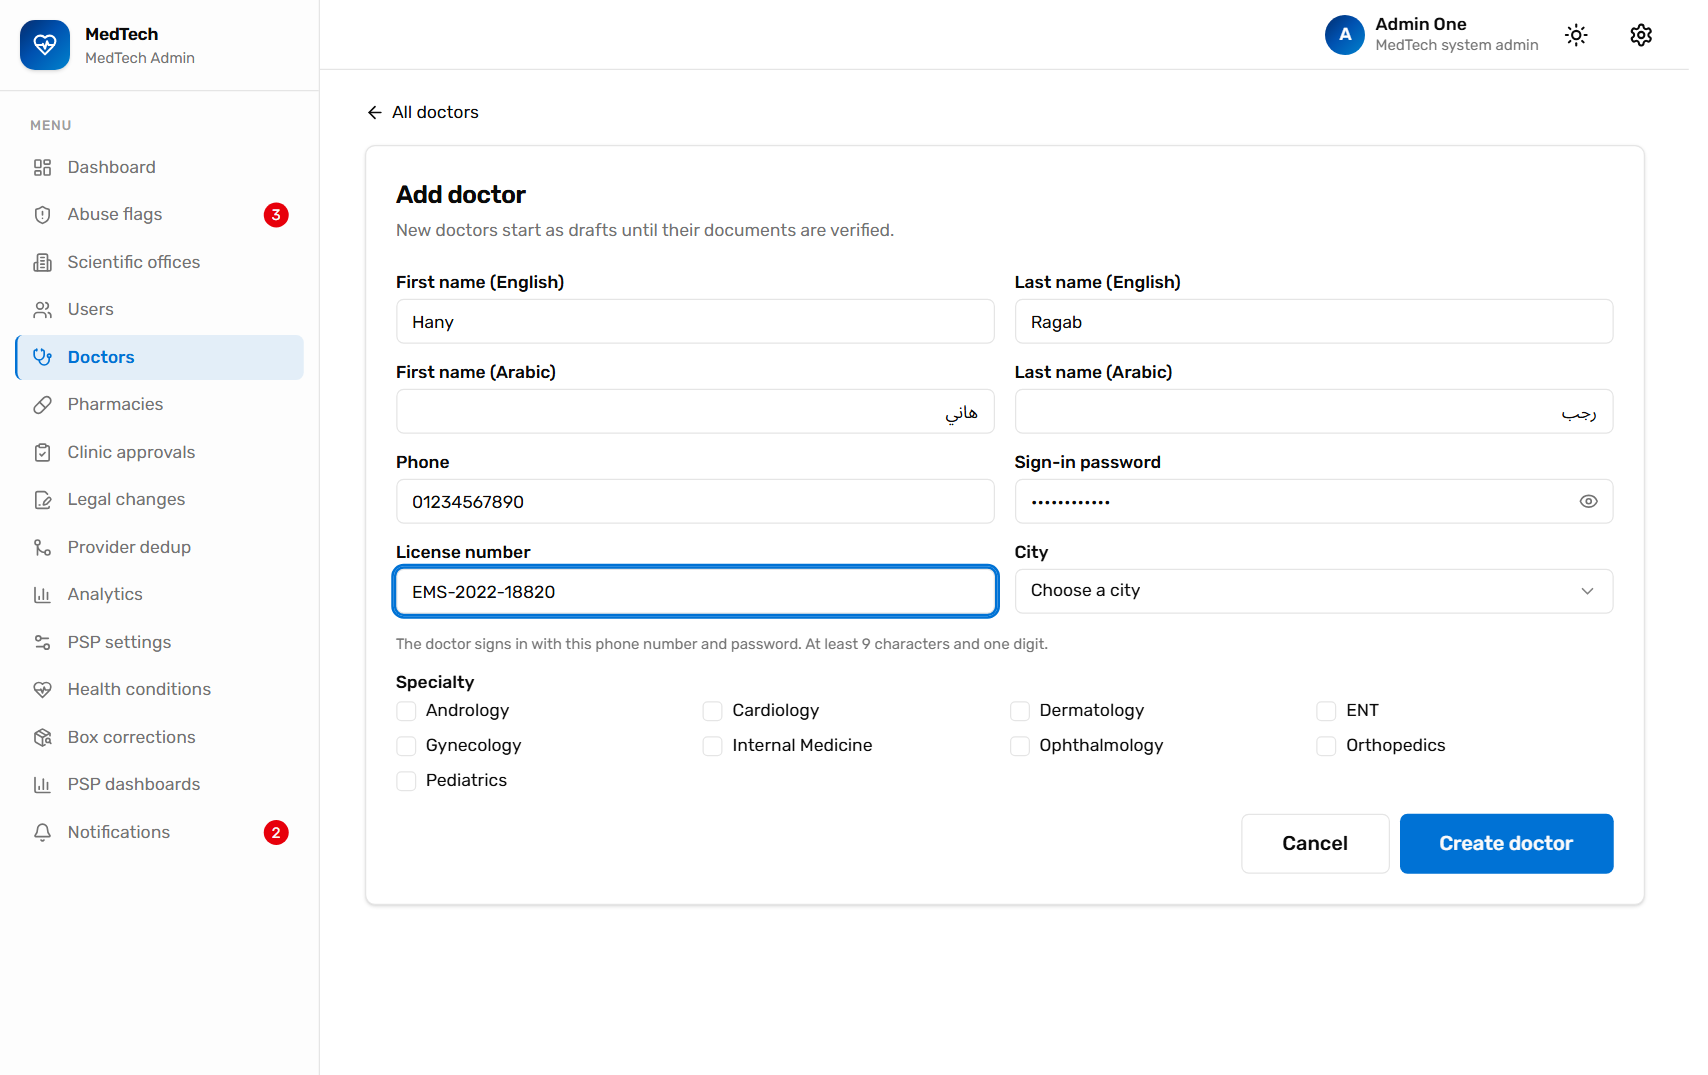 MedTech
MedTech Admin
A
Admin One
MedTech system admin
MENU
Dashboard
Abuse flags 3
Scientific offices
Users
Doctors
Pharmacies
Clinic approvals
Legal changes
Provider dedup
Analytics
PSP settings
Health conditions
Box corrections
PSP dashboards
Notifications 2
All doctors
Add doctor
New doctors start as drafts until their documents are verified.
First name (English) Last name (English)
Hany Ragab
First name (Arabic) Last name (Arabic)
هاني رجب
Phone Sign-in password
01234567890 ••••••••••••
License number City
EMS-2022-18820 Choose a city
The doctor signs in with this phone number and password. At least 9 characters and one digit.
Specialty
Andrology Cardiology Dermatology ENT
Gynecology Internal Medicine Ophthalmology Orthopedics
Pediatrics
Cancel Create doctor